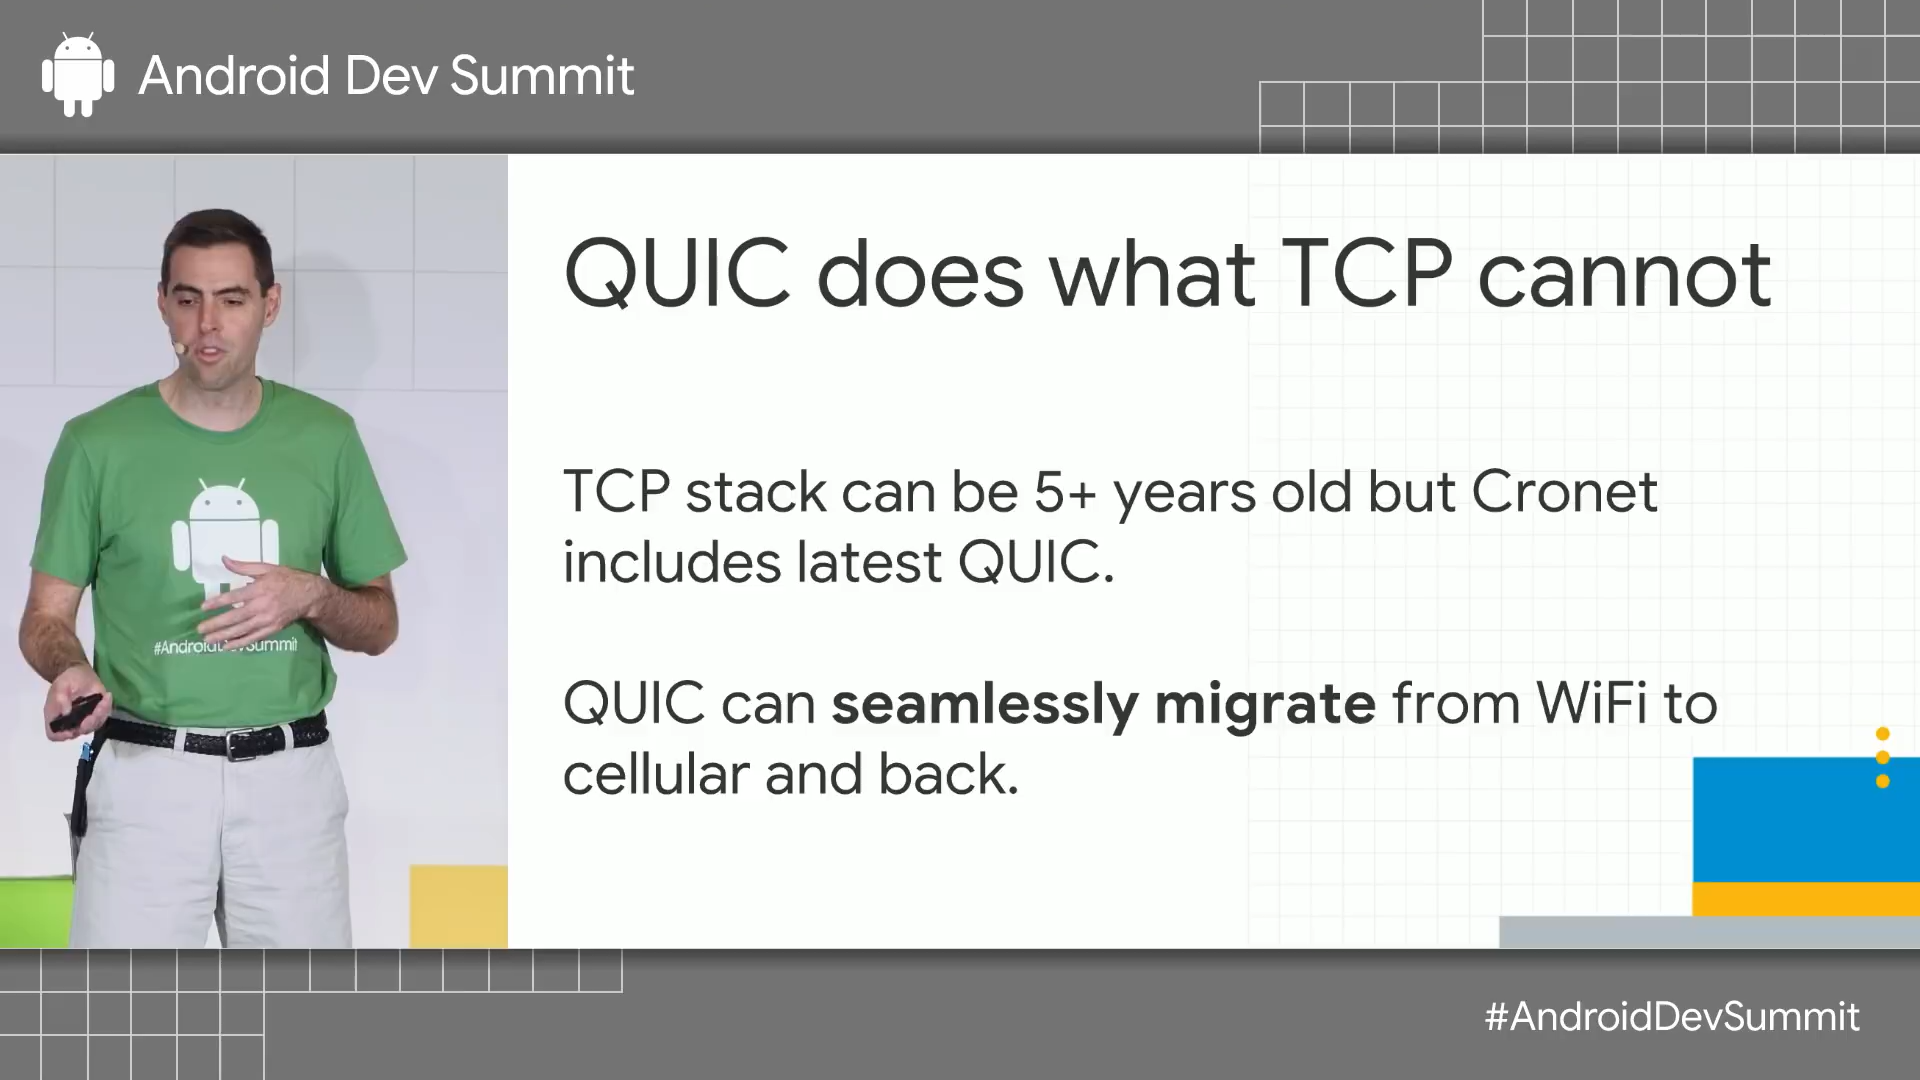 Android Dev Summit
QUIC does what TCP cannot
TCP stack can be 5+ years old but Cronet
includes latest QUIC.
QUIC can seamlessly migrate from WiFi to
cellular and back.
#AndroidDevSummit
#AndroidDevSummit